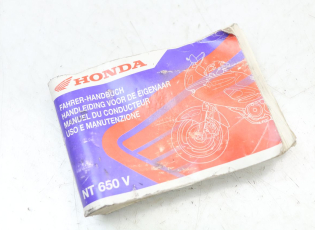 HONDA
FAHRER-HANDBUCH
HANDLEIDING VOOR DE EIGENAAR
MANUEL DU CONDUCTEUR
USO E MANUTENZIONE
NT 650 V